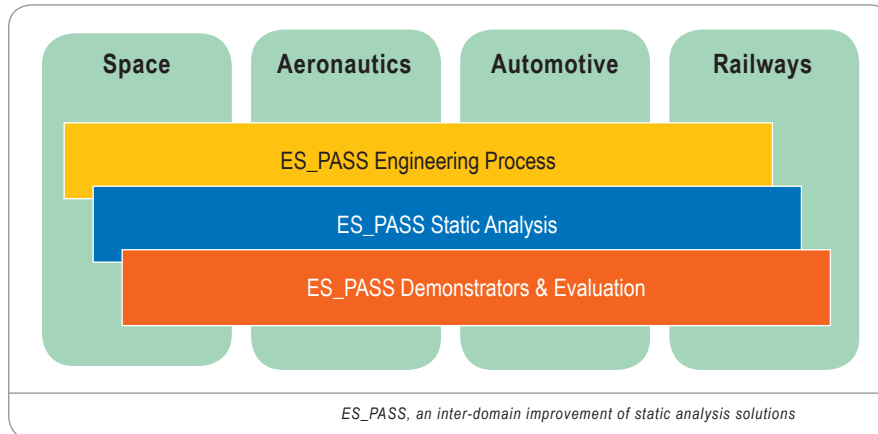 Space Aeronautics Automotive Railways
ES_PASS Engineering Process
ES_PASS Static Analysis
ES_PASS Demonstrators & Evaluation
ES_PASS, an inter-domain improvement of static analysis solutions